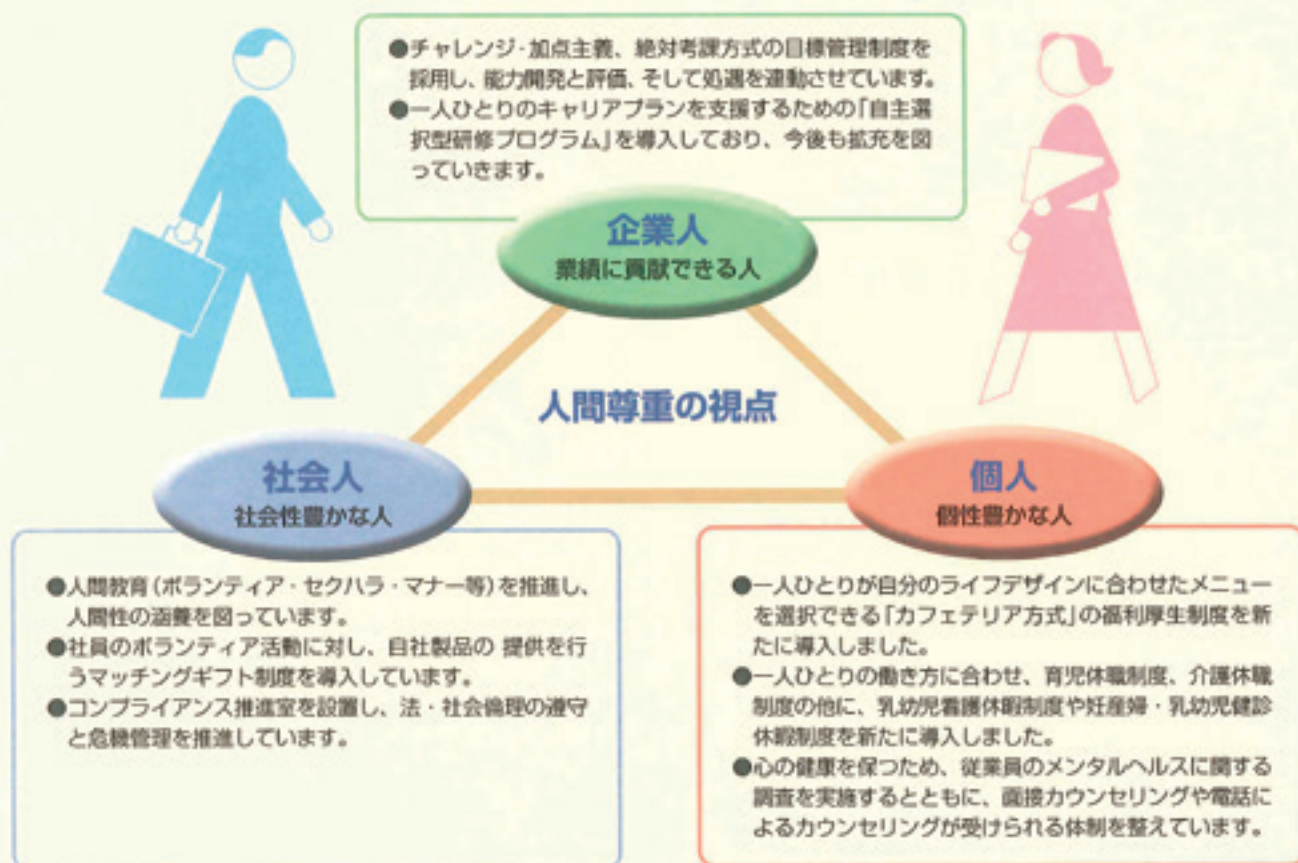 ●チャレンジ・加点主義、絶対考課方式の目標管理制度を
採用し、能力開発と評価、そして処遇を連動させています。
●一人ひとりのキャリアプランを支援するための「自主選
択型研修プログラム」を導入しており、今後も拡充を図
っていきます。
企業人
業績に貢献できる人
人間尊重の視点
社会人
社会性豊かな人
●人間教育（ボランティア・セクハラ・マナー等）を推進し、
人間性の涵養を図っています。
●社員のボランティア活動に対し、自社製品の 提供を行
うマッチングギフト制度を導入しています。
●コンプライアンス推進室を設置し、法・社会倫理の遵守
と危機管理を推進しています。
個人
個性豊かな人
●一人ひとりが自分のライフデザインに合わせたメニュー
を選択できる「カフェテリア方式」の福利厚生制度を新
たに導入しました。
●一人ひとりの働き方に合わせ、育児休職制度、介護休職
制度の他に、乳幼児看護休暇制度や妊産婦・乳幼児健診
休暇制度を新たに導入しました。
●心の健康を保つため、従業員のメンタルヘルスに関する
調査を実施するとともに、面接カウンセリングや電話に
よるカウンセリングが受けられる体制を整えています。